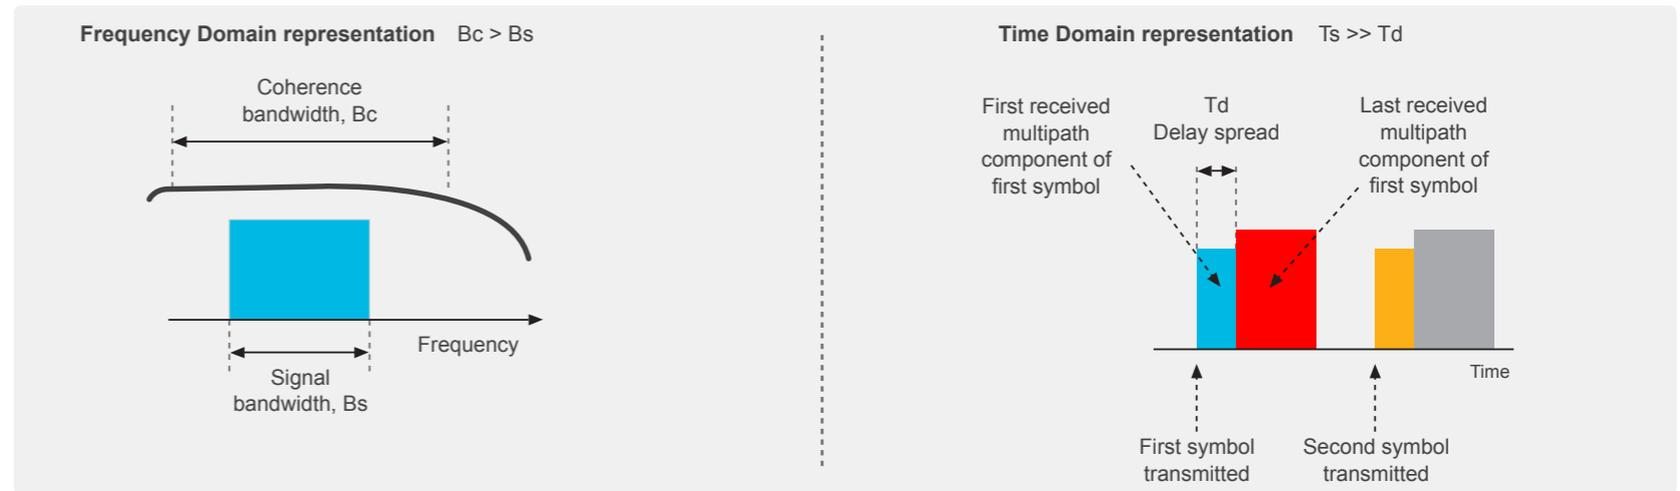 Frequency Domain representation Bc > Bs
Coherence
bandwidth, Bc
Frequency
Signal
bandwidth, Bs
Time Domain representation Ts >> Td
First received
multipath
component of
first symbol
Td
Delay spread
Last received
multipath
component of
first symbol
Time
First symbol
transmitted
Second symbol
transmitted